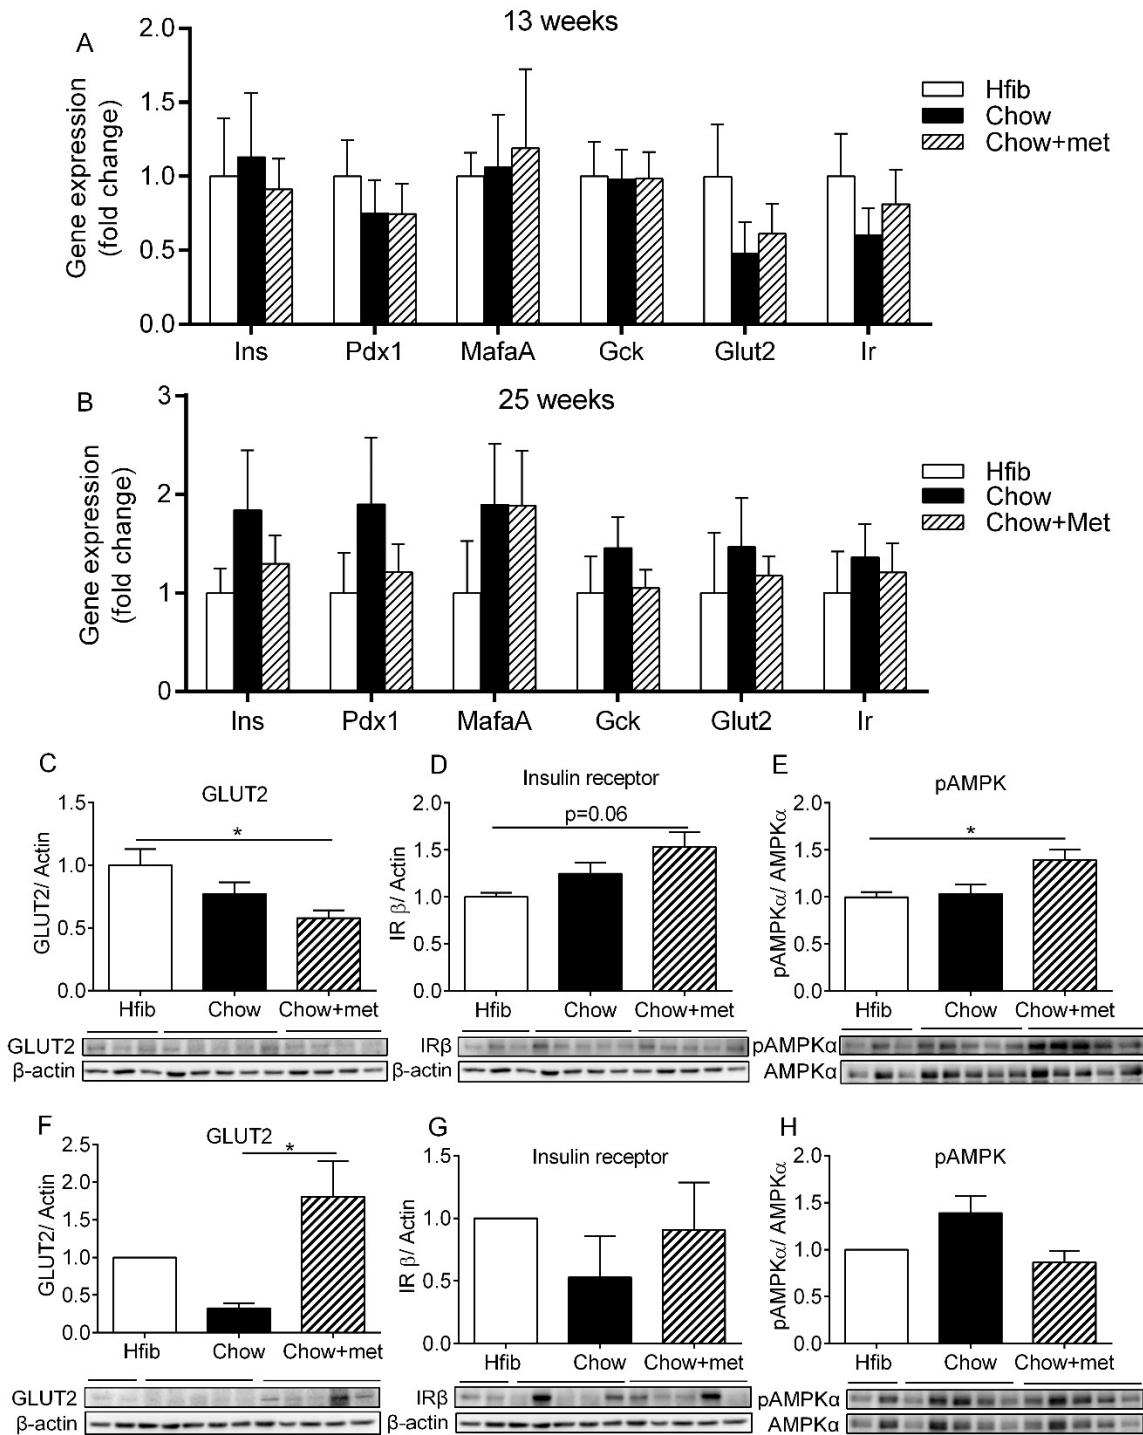 A
13 weeks
Gene expression
(fold change)
2.0
1.5
1.0
0.5
0.0
Ins Pdx1 MafaA Gck Glut2 Ir
Hfib
Chow
Chow+met
B
25 weeks
Gene expression
(fold change)
3
2
1
0
Ins Pdx1 MafaA Gck Glut2 Ir
Hfib
Chow
Chow+Met
C
GLUT2
GLUT2/ Actin
1.5
1.0
0.5
0.0
*
Hfib Chow Chow+met
GLUT2
β-actin
D
Insulin receptor
IR β/ Actin
2.0
1.5
1.0
0.5
0.0
p=0.06
Hfib Chow Chow+met
IRβ
β-actin
E
pAMPK
pAMPKα/ AMPKα
2.0
1.5
1.0
0.5
0.0
*
Hfib Chow Chow+met
pAMPKα
AMPKα
F
GLUT2
GLUT2/ Actin
2.5
2.0
1.5
1.0
0.5
0.0
*
Hfib Chow Chow+met
GLUT2
β-actin
G
Insulin receptor
IR β/ Actin
1.5
1.0
0.5
0.0
Hfib Chow Chow+met
IRβ
β-actin
H
pAMPK
pAMPKα/ AMPKα
2.0
1.5
1.0
0.5
0.0
Hfib Chow Chow+met
pAMPKα
AMPKα